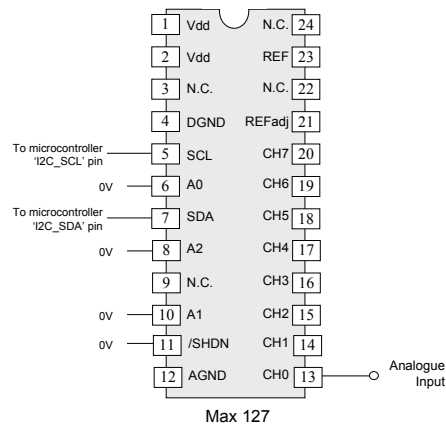 1 Vdd N.C. 24
2 Vdd REF 23
3 N.C. N.C. 22
4 DGND REFadj 21
To microcontroller
'I2C_SCL' pin
5 SCL CH7 20
0V 6 A0 CH6 19
To microcontroller
'I2C_SDA' pin
7 SDA CH5 18
0V 8 A2 CH4 17
9 N.C. CH3 16
0V 10 A1 CH2 15
0V 11 /SHDN CH1 14
12 AGND CH0 13
Analogue
Input
Max 127